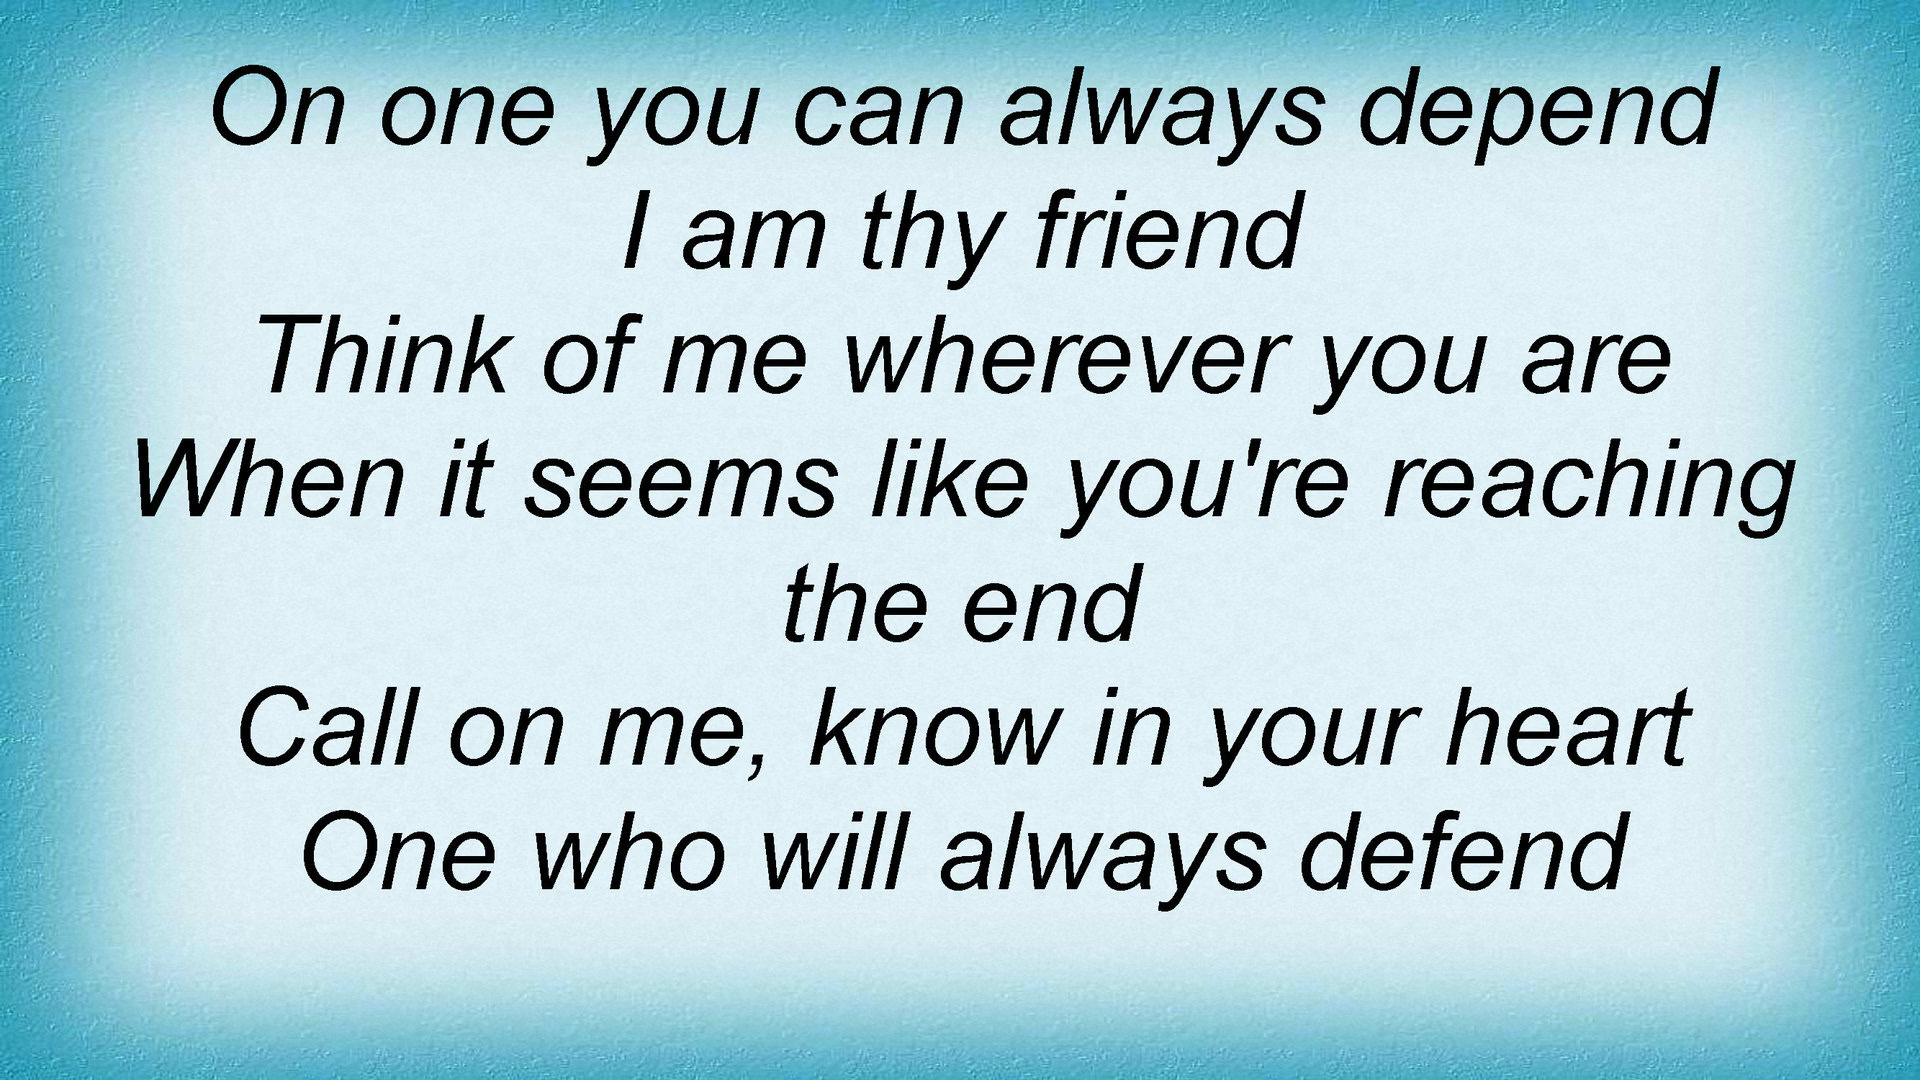 On one you can always depend
I am thy friend
Think of me wherever you are
When it seems like you're reaching
the end
Call on me, know in your heart
One who will always defend